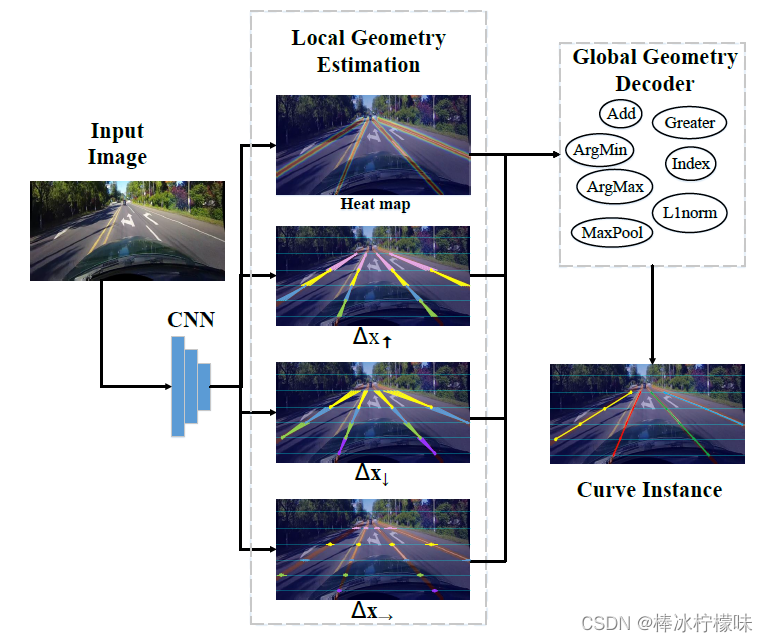 Local Geometry
Estimation
Global Geometry
Decoder
Add
Greater
ArgMin
Index
ArgMax
L1norm
MaxPool
Input
Image
Heat map
CNN
Δx↑
Δx↓
Δx→
Curve Instance
CSDN @棒冰柠檬味